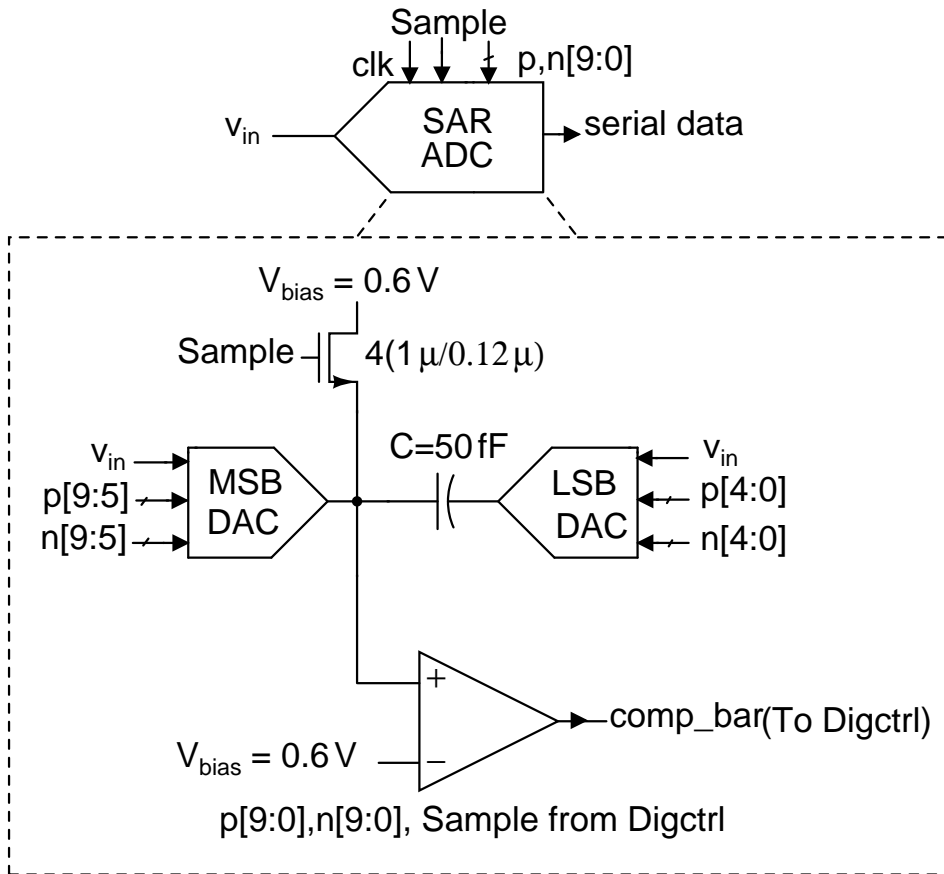 Sample
clk
p,n[9:0]
v_in
SAR
ADC
serial data
V_bias = 0.6 V
Sample
4(1 μ/0.12 μ)
C=50 fF
v_in
p[9:5]
n[9:5]
MSB
DAC
LSB
DAC
v_in
p[4:0]
n[4:0]
+
−
V_bias = 0.6 V
comp_bar(To Digctrl)
p[9:0],n[9:0], Sample from Digctrl